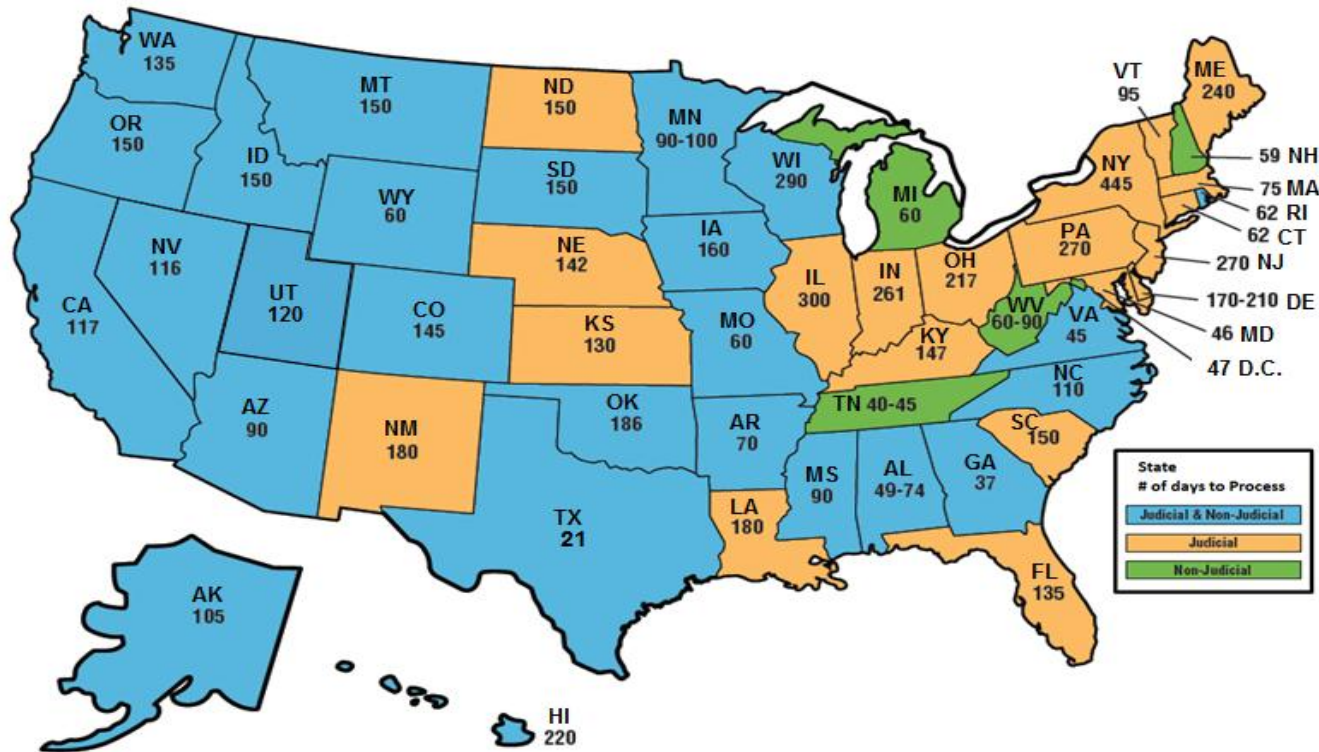 WA
135
OR
150
CA
117
NV
116
ID
150
MT
150
WY
60
UT
120
CO
145
AZ
90
NM
180
ND
150
SD
150
NE
142
KS
130
OK
186
TX
21
MN
90-100
IA
160
MO
60
AR
70
LA
180
WI
290
IL
300
MI
60
IN
261
OH
217
KY
147
TN 40-45
MS
90
AL
49-74
GA
37
FL
135
SC
150
NC
110
VA
45
WV
60-90
PA
270
NY
445
VT
95
ME
240
59 NH
75 MA
62 RI
62 CT
270 NJ
170-210 DE
46 MD
47 D.C.
AK
105
HI
220
State
# of days to Process
Judicial & Non-Judicial
Judicial
Non-Judicial